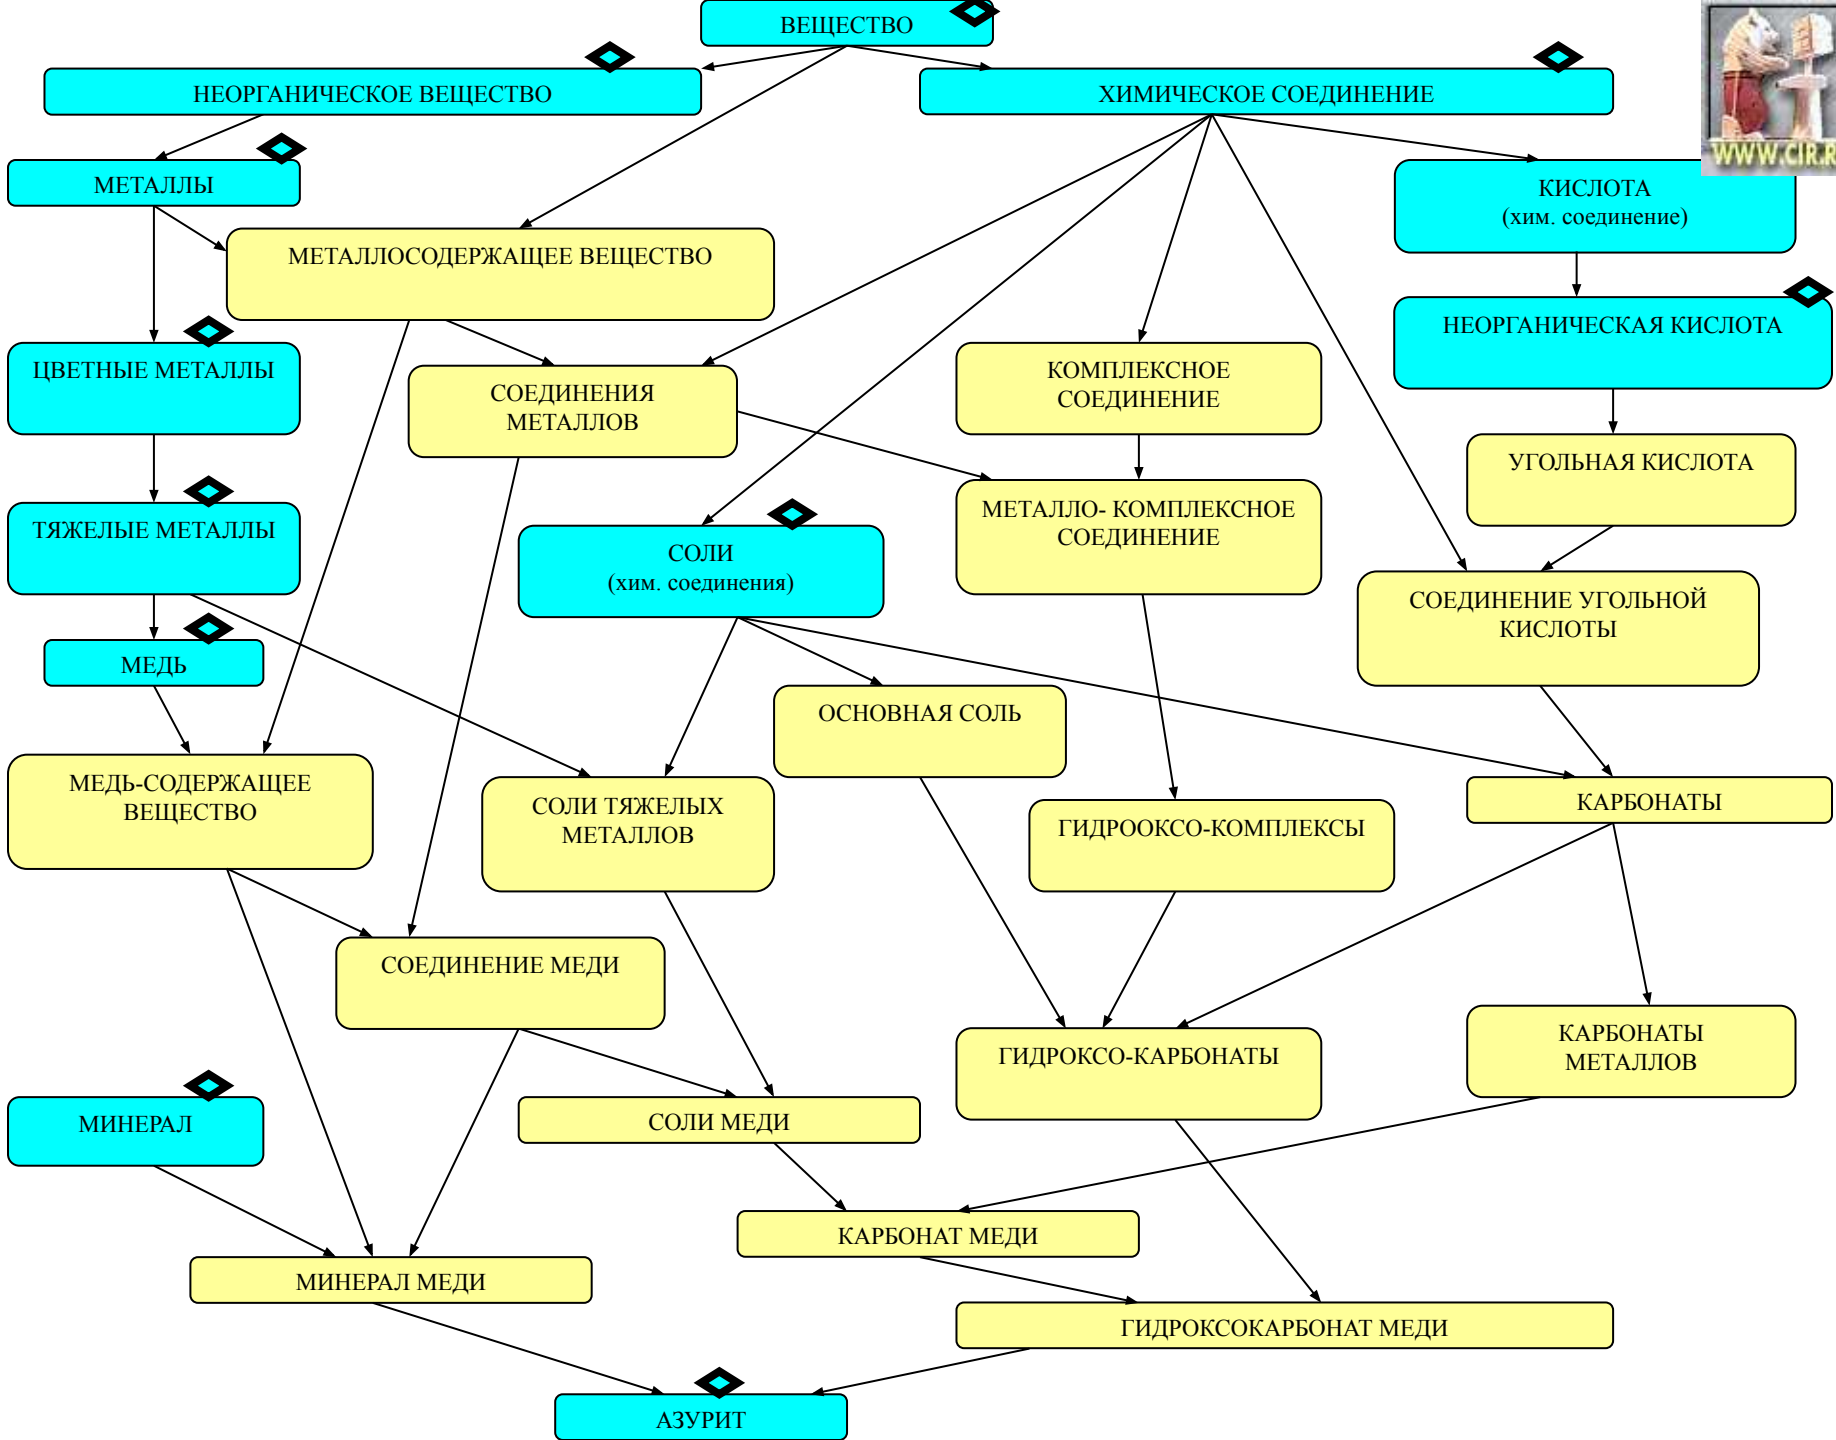 ВЕЩЕСТВО
НЕОРГАНИЧЕСКОЕ ВЕЩЕСТВО
ХИМИЧЕСКОЕ СОЕДИНЕНИЕ
WWW.CIR.R
МЕТАЛЛЫ
КИСЛОТА
(хим. соединение)
МЕТАЛЛОСОДЕРЖАЩЕЕ ВЕЩЕСТВО
НЕОРГАНИЧЕСКАЯ КИСЛОТА
ЦВЕТНЫЕ МЕТАЛЛЫ
СОЕДИНЕНИЯ
МЕТАЛЛОВ
КОМПЛЕКСНОЕ
СОЕДИНЕНИЕ
УГОЛЬНАЯ КИСЛОТА
ТЯЖЕЛЫЕ МЕТАЛЛЫ
СОЛИ
(хим. соединения)
МЕТАЛЛО- КОМПЛЕКСНОЕ
СОЕДИНЕНИЕ
СОЕДИНЕНИЕ УГОЛЬНОЙ
КИСЛОТЫ
МЕДЬ
ОСНОВНАЯ СОЛЬ
МЕДЬ-СОДЕРЖАЩЕЕ
ВЕЩЕСТВО
СОЛИ ТЯЖЕЛЫХ
МЕТАЛЛОВ
ГИДРООКСО-КОМПЛЕКСЫ
КАРБОНАТЫ
СОЕДИНЕНИЕ МЕДИ
ГИДРОКСО-КАРБОНАТЫ
КАРБОНАТЫ
МЕТАЛЛОВ
МИНЕРАЛ
СОЛИ МЕДИ
КАРБОНАТ МЕДИ
МИНЕРАЛ МЕДИ
ГИДРОКСОКАРБОНАТ МЕДИ
АЗУРИТ